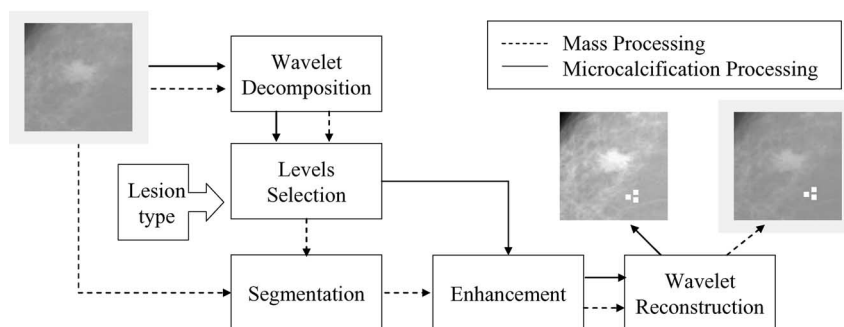 Wavelet
Decomposition
Mass Processing
Microcalcification Processing
Lesion
type
Levels
Selection
Segmentation
Enhancement
Wavelet
Reconstruction